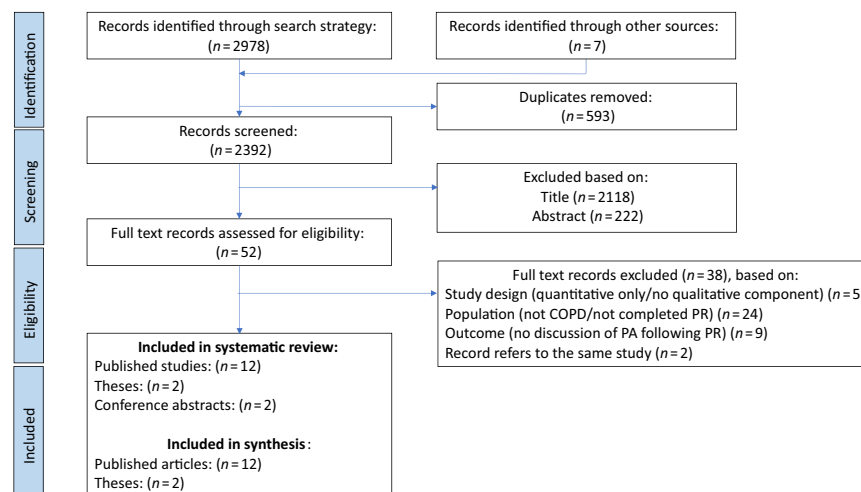 Identification
Records identified through search strategy:
(n = 2978)
Records identified through other sources:
(n = 7)
Duplicates removed:
(n = 593)
Screening
Records screened:
(n = 2392)
Excluded based on:
Title (n = 2118)
Abstract (n = 222)
Full text records assessed for eligibility:
(n = 52)
Eligibility
Full text records excluded (n = 38), based on:
Study design (quantitative only/no qualitative component) (n = 5
Population (not COPD/not completed PR) (n = 24)
Outcome (no discussion of PA following PR) (n = 9)
Record refers to the same study (n = 2)
Included
Included in systematic review:
Published studies: (n = 12)
Theses: (n = 2)
Conference abstracts: (n = 2)
Included in synthesis:
Published articles: (n = 12)
Theses: (n = 2)